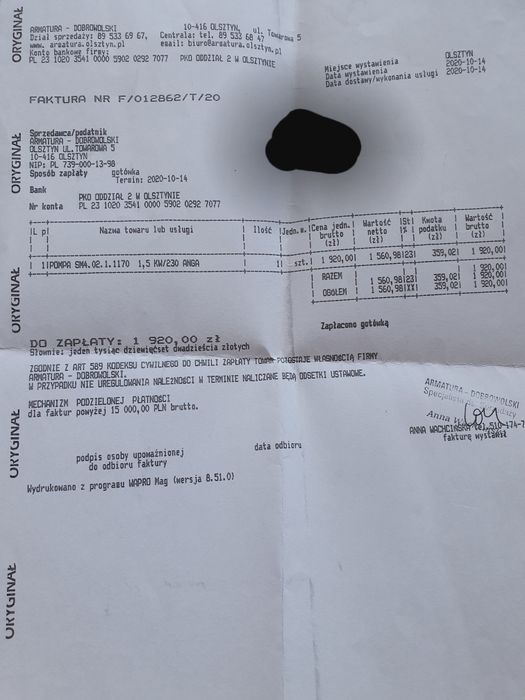 ORYGINAŁ
ARMATURA - DOBROWOLSKI 10-416 OLSZTYN, ul. Towarowa 5
Dział sprzedaży: 89 533 69 67, Centrala: tel. 89 533 68 47
www. armatura.olsztyn.pl email: biuro@armatura.olsztyn.pl
Konto bankowe firmy:
PL 23 1020 3541 0000 5902 0292 7077 PKO ODDZIAŁ 2 W OLSZTYNIE
Miejsce wystawienia OLSZTYN
Data wystawienia 2020-10-14
Data dostawy/wykonania usługi 2020-10-14
FAKTURA NR F/012862/T/20
ORYGINAŁ
Sprzedawca/podatnik
ARMATURA - DOBROWOLSKI
OLSZTYN UL.TOWAROWA 5
10-416 OLSZTYN
NIP: PL 739-000-13-98
Sposób zapłaty gotówka
Termin: 2020-10-14
Bank
PKO ODDZIAŁ 2 W OLSZTYNIE
Nr konta PL 23 1020 3541 0000 5902 0292 7077
|L p| Nazwa towaru lub usługi | Ilość |Jedn. m.|Cena jedn. brutto (zł)| Wartość netto (zł) |St| % | Kwota podatku (zł) | Wartość brutto (zł) |
| 1|POMPA SM4.02.1.1170 1,5 KW/230 ANGA | 1| szt.| 1 920,00| 1 560,98|23| 359,02| 1 920,00|
RAZEM | 1 560,98|23| 359,02| 1 920,00|
OGÓŁEM | 1 560,98|XX| 359,02| 1 920,00|
ORYGINAŁ
DO ZAPŁATY: 1 920,00 zł
Słownie: jeden tysiąc dziewięćset dwadzieścia złotych
Zapłacono gotówką
ZGODNIE Z ART 589 KODEKSU CYWILNEGO DO CHWILI ZAPŁATY TOWAR POZOSTAJE WŁASNOŚCIĄ FIRMY
ARMATURA - DOBROWOLSKI.
W PRZYPADKU NIE UREGULOWANIA NALEŻNOŚCI W TERMINIE NALICZANE BĘDĄ ODSETKI USTAWOWE.
MECHANIZM PODZIELONEJ PŁATNOŚCI
dla faktur powyżej 15 000,00 PLN brutto.
ORYGINAŁ
ARMATURA - DOBROWOLSKI
Anna
ANNA
fakturę wystawił
podpis osoby upoważnionej
do odbioru faktury
data odbioru
Wydrukowano z programu WAPRO Mag (wersja 8.51.0)
ORYGINAŁ